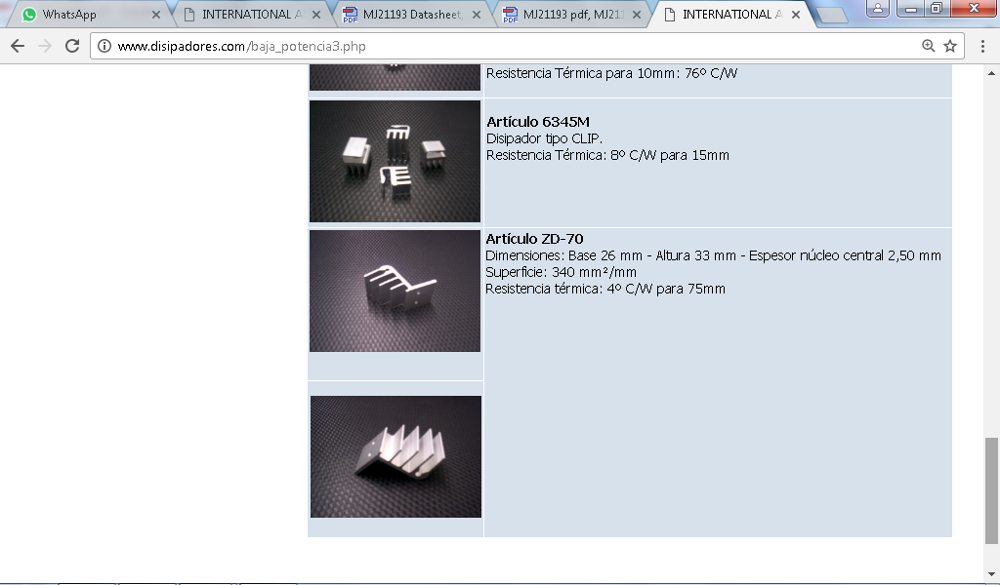 WhatsApp
INTERNATIONAL A
MJ21193 Datasheet,
MJ21193 pdf, MJ211
INTERNATIONAL A
www.disipadores.com/baja_potencia3.php
Resistencia Térmica para 10mm: 76º C/W
Artículo 6345M
Disipador tipo CLIP.
Resistencia Térmica: 8º C/W para 15mm
Artículo ZD-70
Dimensiones: Base 26 mm - Altura 33 mm - Espesor núcleo central 2,50 mm
Superficie: 340 mm²/mm
Resistencia térmica: 4º C/W para 75mm